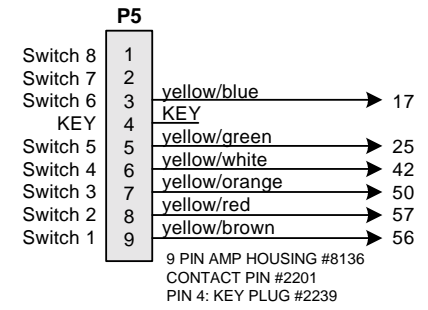 P5
Switch 8 1
Switch 7 2
Switch 6 3 yellow/blue 17
KEY 4 KEY
Switch 5 5 yellow/green 25
Switch 4 6 yellow/white 42
Switch 3 7 yellow/orange 50
Switch 2 8 yellow/red 57
Switch 1 9 yellow/brown 56
9 PIN AMP HOUSING #8136
CONTACT PIN #2201
PIN 4: KEY PLUG #2239